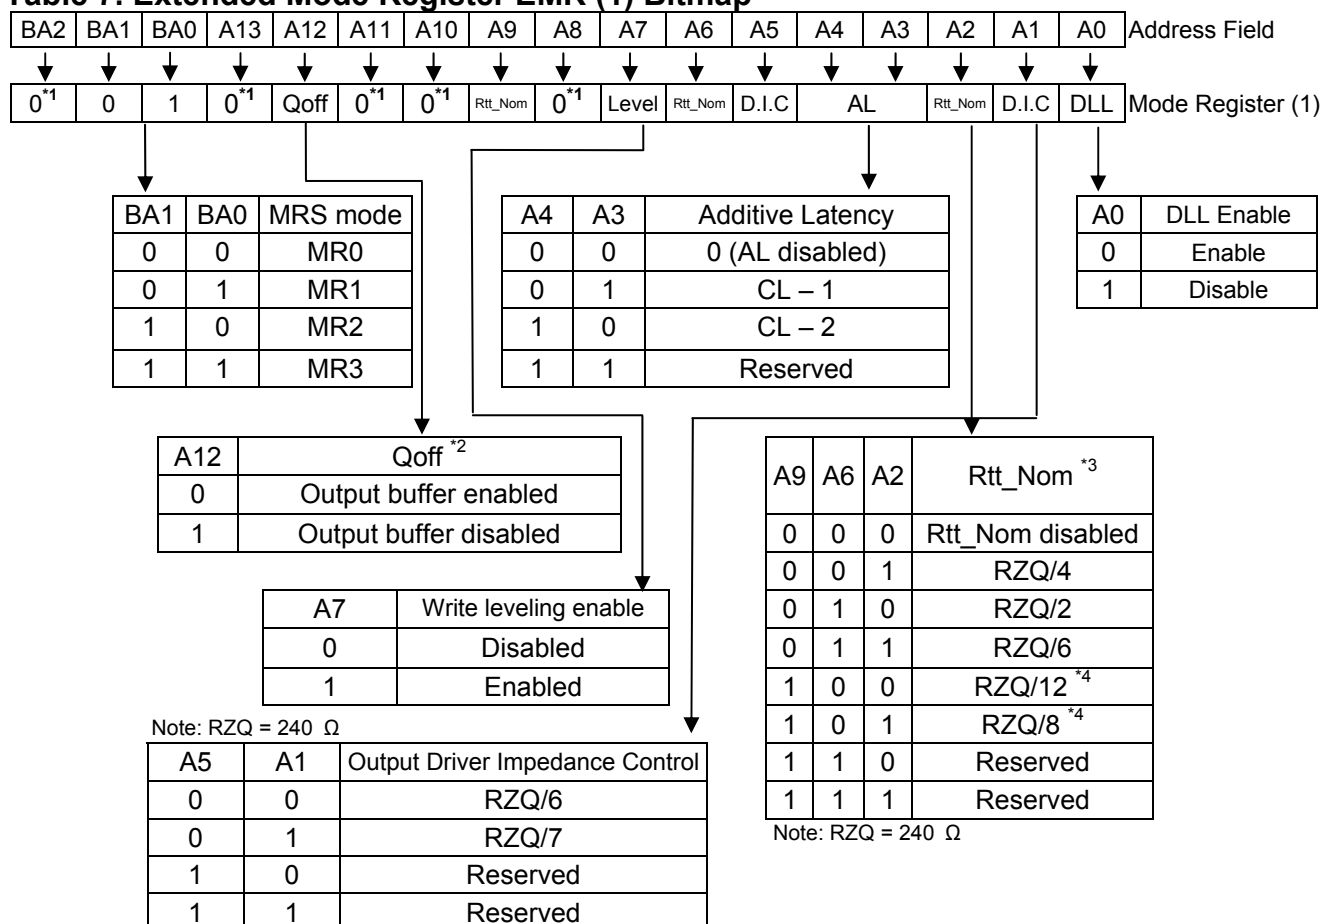 Table 7. Extended Mode Register EMR (1) Bitmap
BA2 BA1 BA0 A13 A12 A11 A10 A9 A8 A7 A6 A5 A4 A3 A2 A1 A0 Address Field
0*1 0 1 0*1 Qoff 0*1 0*1 Rtt_Nom 0*1 Level Rtt_Nom D.I.C AL Rtt_Nom D.I.C DLL Mode Register (1)
BA1 BA0 MRS mode
0 0 MR0
0 1 MR1
1 0 MR2
1 1 MR3
A4 A3 Additive Latency
0 0 0 (AL disabled)
0 1 CL – 1
1 0 CL – 2
1 1 Reserved
A0 DLL Enable
0 Enable
1 Disable
A12 Qoff *2
0 Output buffer enabled
1 Output buffer disabled
A7 Write leveling enable
0 Disabled
1 Enabled
Note: RZQ = 240 Ω
A5 A1 Output Driver Impedance Control
0 0 RZQ/6
0 1 RZQ/7
1 0 Reserved
1 1 Reserved
A9 A6 A2 Rtt_Nom *3
0 0 0 Rtt_Nom disabled
0 0 1 RZQ/4
0 1 0 RZQ/2
0 1 1 RZQ/6
1 0 0 RZQ/12 *4
1 0 1 RZQ/8 *4
1 1 0 Reserved
1 1 1 Reserved
Note: RZQ = 240 Ω